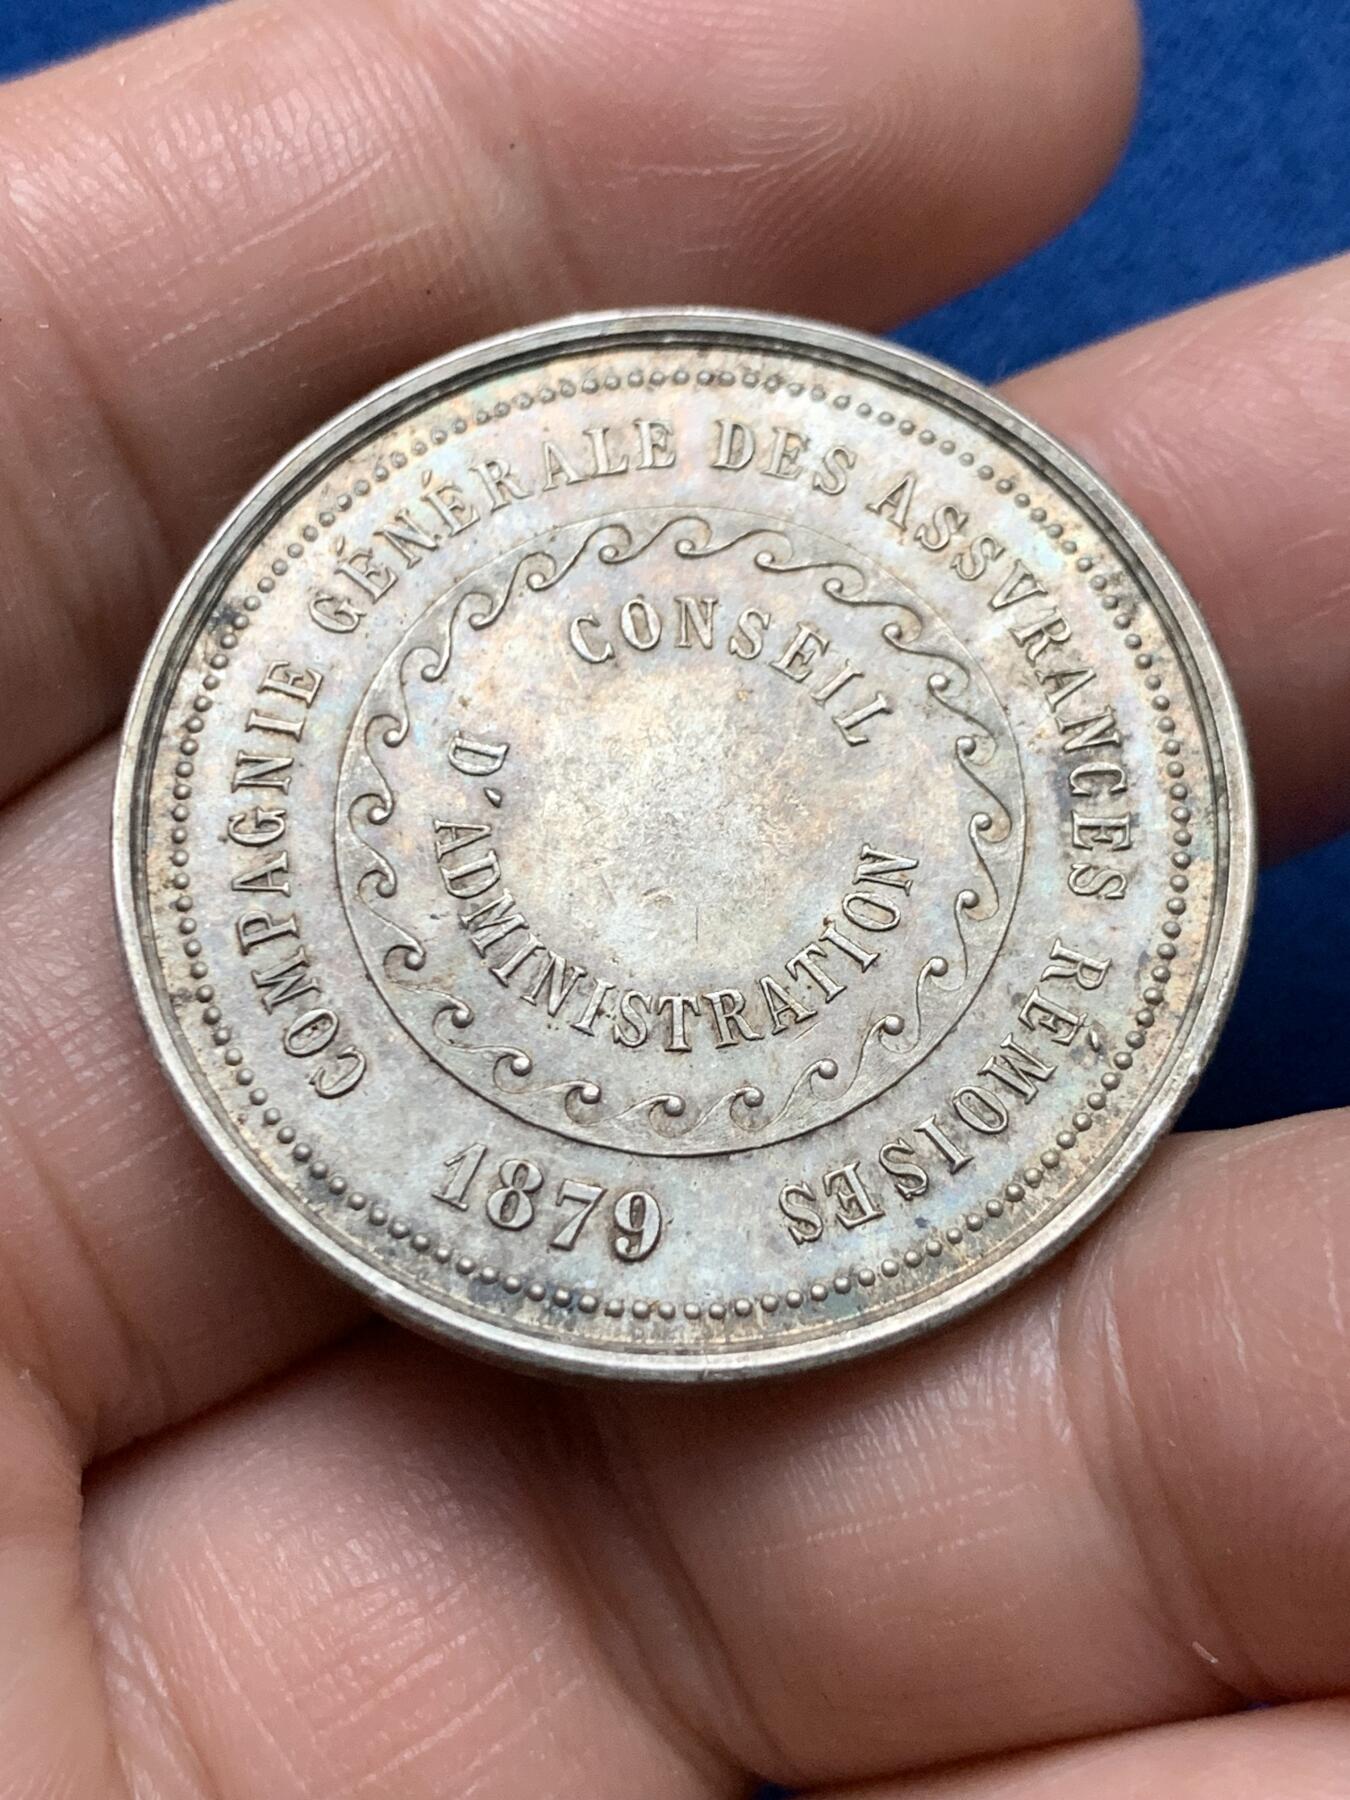 COMPAGNIE GÉNÉRALE DES ASSVRANCES RÉMOISES
1879
CONSEIL
D'ADMINISTRATION